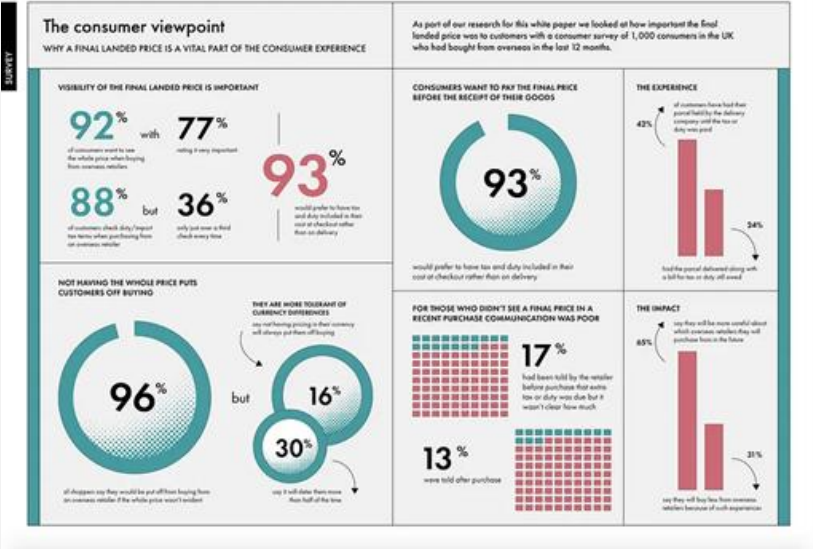 SURVEY
The consumer viewpoint
WHY A FINAL LANDED PRICE IS A VITAL PART OF THE CONSUMER EXPERIENCE
As part of our research for this white paper we looked at how important the final
landed price was to customers with a consumer survey of 1,000 consumers in the UK
who had bought from overseas in the last 12 months.
VISIBILITY OF THE FINAL LANDED PRICE IS IMPORTANT
92%
of consumers want to see
the whole price when buying
from overseas retailers
with
77%
rating it very important
88%
of customers check duty/import
tax terms when purchasing from
an overseas retailer
but
36%
only just over a third
check every time
93%
would prefer to have tax
and duty included in their
cost at checkout rather
than on delivery
NOT HAVING THE WHOLE PRICE PUTS
CUSTOMERS OFF BUYING
96%
of shoppers say they would be put off from buying from
an overseas retailer if the whole price wasn't evident
but
THEY ARE MORE TOLERANT OF
CURRENCY DIFFERENCES
say not having pricing in their currency
will always put them off buying
16%
30%
say it will deter them more
than half of the time
CONSUMERS WANT TO PAY THE FINAL PRICE
BEFORE THE RECEIPT OF THEIR GOODS
93%
would prefer to have tax and duty included in their
cost at checkout rather than on delivery
FOR THOSE WHO DIDN'T SEE A FINAL PRICE IN A
RECENT PURCHASE COMMUNICATION WAS POOR
17%
had been told by the retailer
before purchase that extra
tax or duty was due but it
wasn't clear how much
13%
were told after purchase
THE EXPERIENCE
42%
of customers have had their
parcel held by the delivery
company until the tax or
duty was paid
24%
had the parcel delivered along with
a bill for tax or duty still owed
THE IMPACT
65%
say they will be more careful about
which overseas retailers they will
purchase from in the future
31%
say they will buy less from overseas
retailers because of such experiences